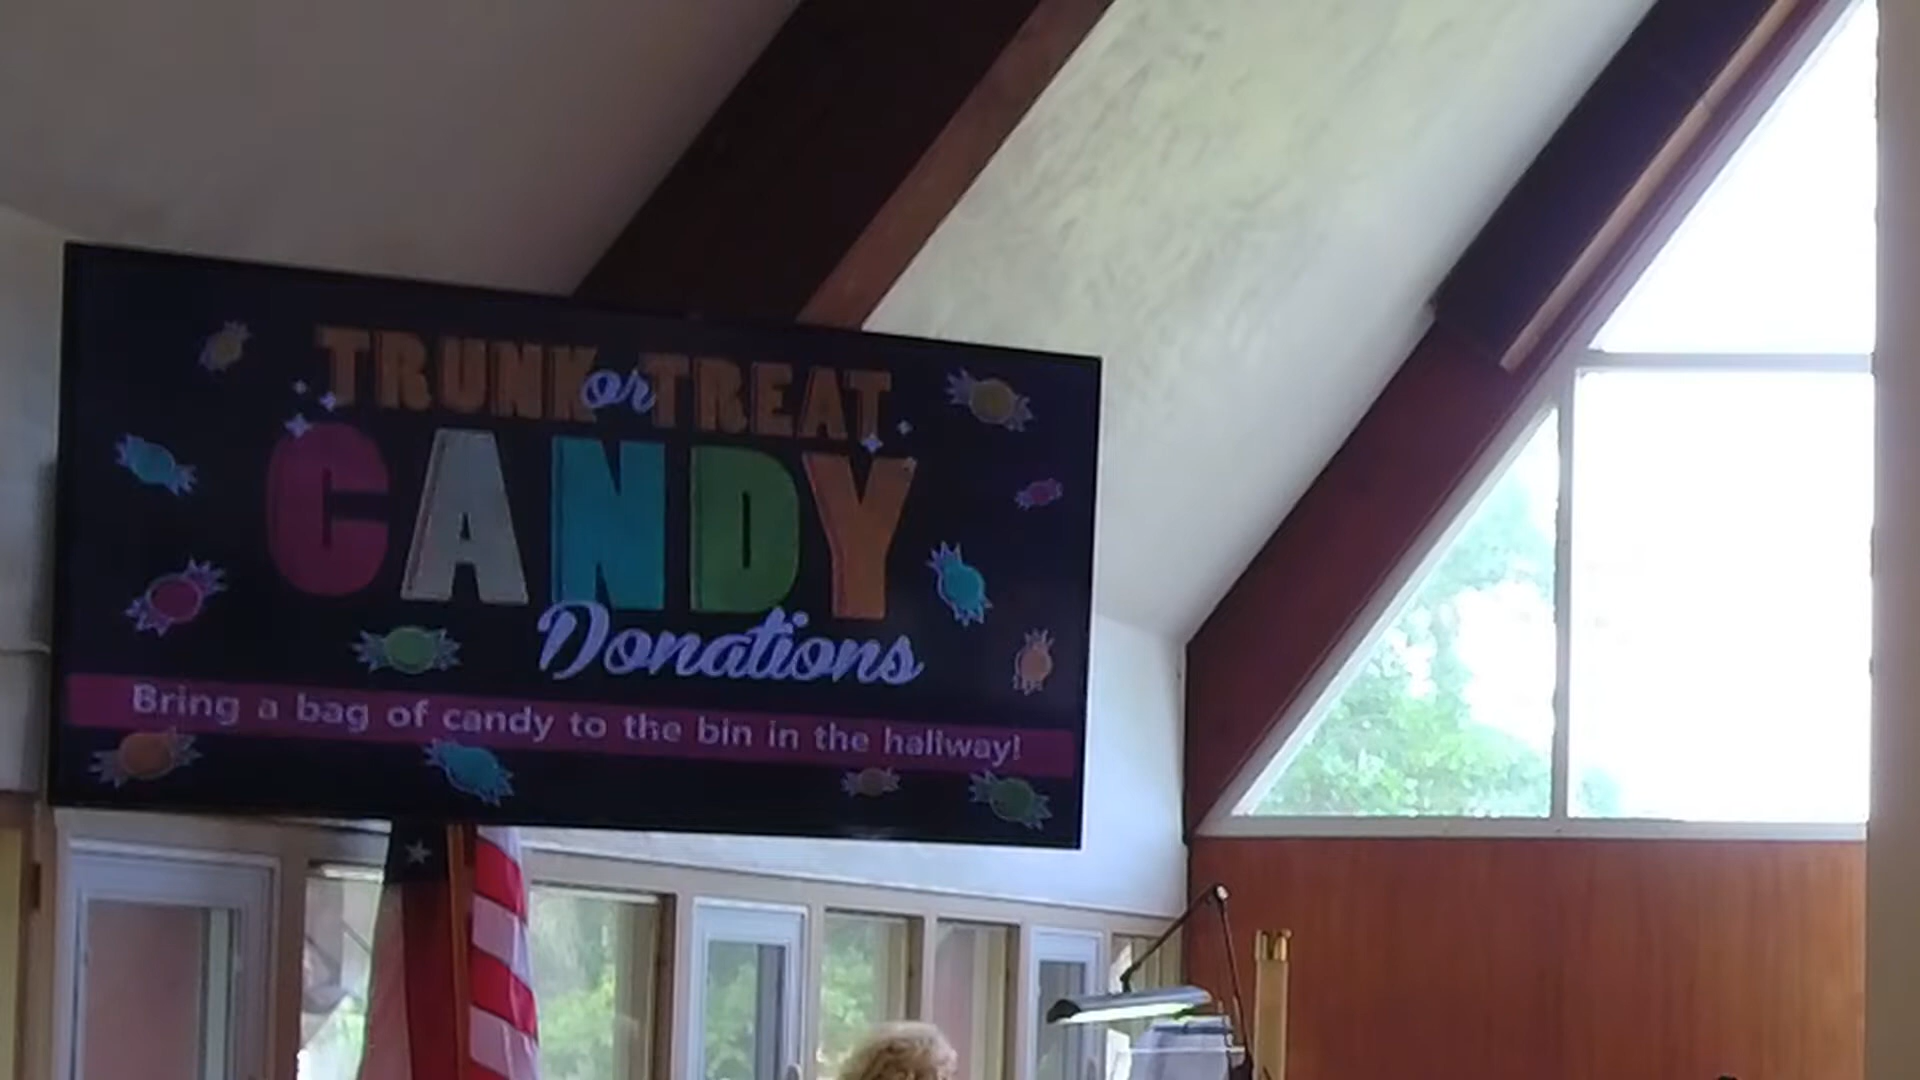 TRUNK or TREAT
CANDY
Donations
Bring a bag of candy to the bin in the hallway!